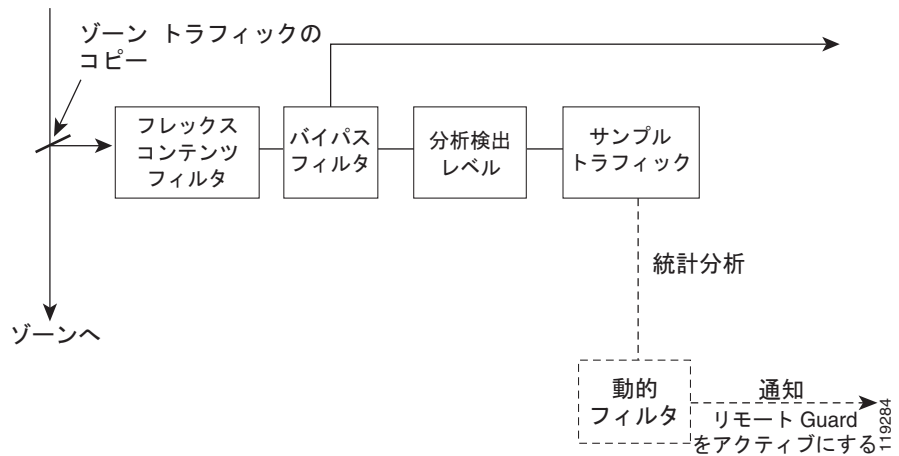 ゾーン トラフィックの
コピー
フレックス
コンテンツ
フィルタ
バイパス
フィルタ
分析検出
レベル
サンプル
トラフィック
統計分析
ゾーンへ
動的
フィルタ
通知
リモート Guard
をアクティブにする
119284